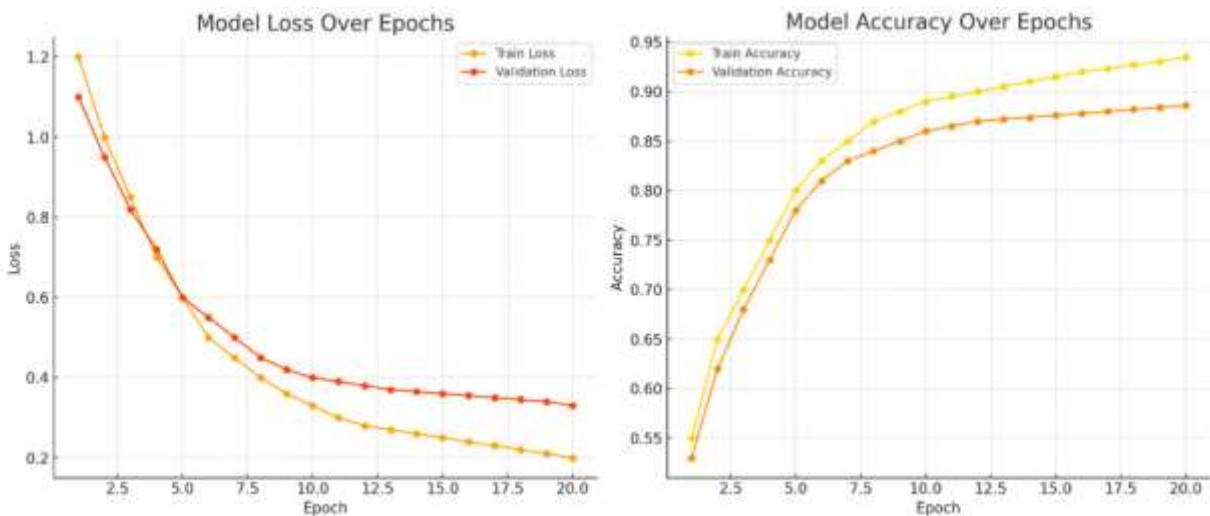 Model Loss Over Epochs
Train Loss
Validation Loss
1.2
1.0
0.8
0.6
0.4
0.2
Loss
2.5 5.0 7.5 10.0 12.5 15.0 17.5 20.0
Epoch
Model Accuracy Over Epochs
Train Accuracy
Validation Accuracy
0.95
0.90
0.85
0.80
0.75
0.70
0.65
0.60
0.55
Accuracy
2.5 5.0 7.5 10.0 12.5 15.0 17.5 20.0
Epoch